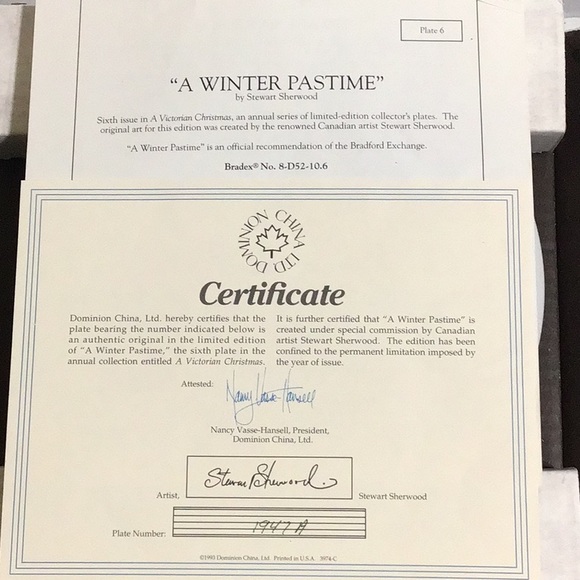 Plate 6
"A WINTER PASTIME"
by Stewart Sherwood
Sixth issue in A Victorian Christmas, an annual series of limited-edition collector's plates. The
original art for this edition was created by the renowned Canadian artist Stewart Sherwood.
"A Winter Pastime" is an official recommendation of the Bradford Exchange.
Bradex® No. 8-D52-10.6
DOMINION CHINA LTD.
Certificate
Dominion China, Ltd. hereby certifies that the
plate bearing the number indicated below is
an authentic original in the limited edition
of "A Winter Pastime," the sixth plate in the
annual collection entitled A Victorian Christmas.
It is further certified that "A Winter Pastime" is
created under special commission by Canadian
artist Stewart Sherwood. The edition has been
confined to the permanent limitation imposed by
the year of issue.
Attested: Nancy Vasse-Hansell
Nancy Vasse-Hansell, President,
Dominion China, Ltd.
Artist, Stewart Sherwood Stewart Sherwood
Plate Number: 1947 A
©1993 Dominion China, Ltd. Printed in U.S.A. 3974-C